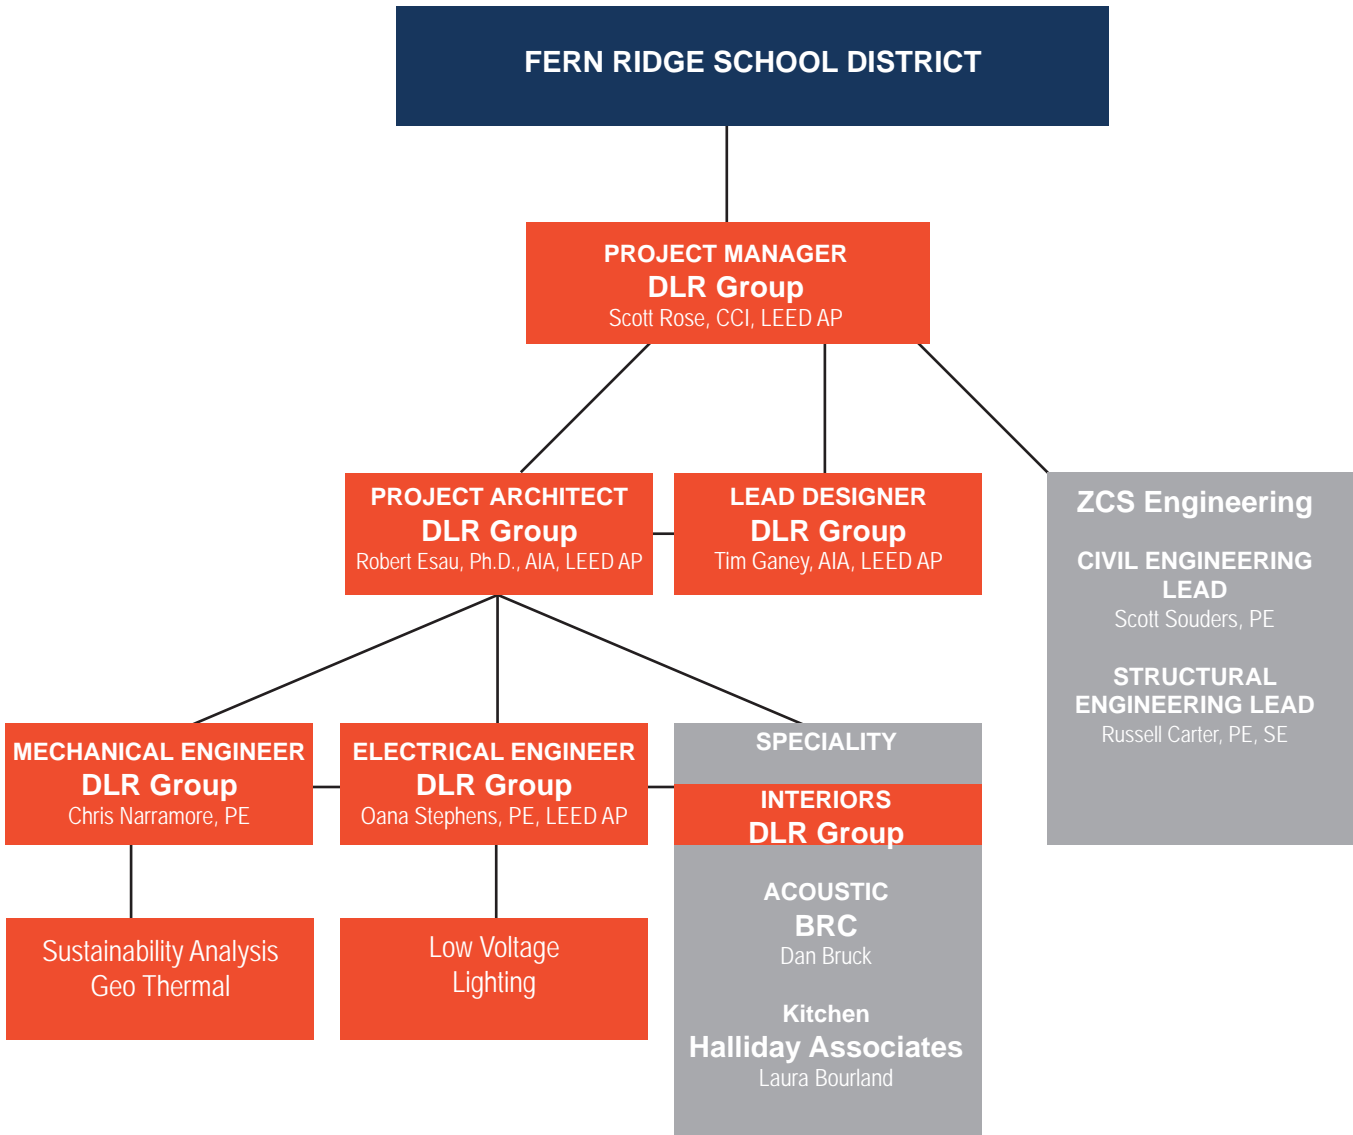 FERN RIDGE SCHOOL DISTRICT
PROJECT MANAGER
DLR Group
Scott Rose, CCI, LEED AP
PROJECT ARCHITECT
DLR Group
Robert Esau, Ph.D., AIA, LEED AP
LEAD DESIGNER
DLR Group
Tim Ganey, AIA, LEED AP
ZCS Engineering
CIVIL ENGINEERING
LEAD
Scott Souders, PE
STRUCTURAL
ENGINEERING LEAD
Russell Carter, PE, SE
MECHANICAL ENGINEER
DLR Group
Chris Narramore, PE
ELECTRICAL ENGINEER
DLR Group
Oana Stephens, PE, LEED AP
SPECIALITY
INTERIORS
DLR Group
ACOUSTIC
BRC
Dan Bruck
Kitchen
Halliday Associates
Laura Bourland
Sustainability Analysis
Geo Thermal
Low Voltage
Lighting